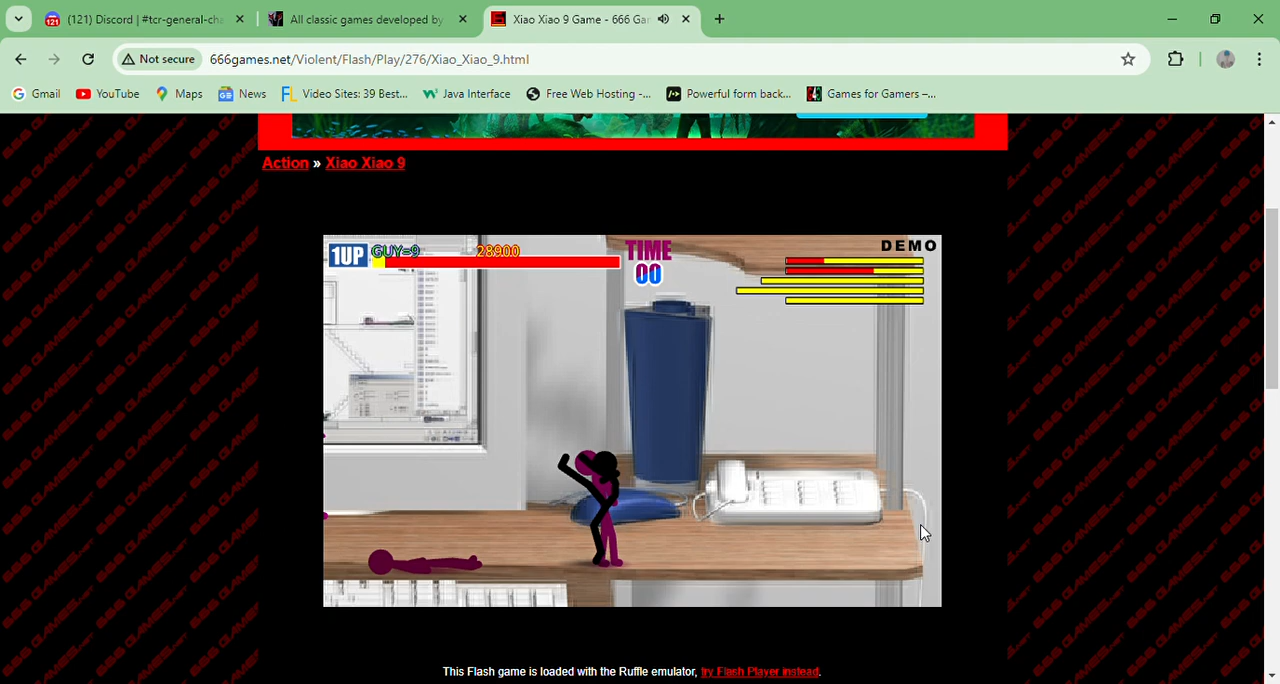 (121) Discord | #tcr-general-cha
All classic games developed by
Xiao Xiao 9 Game - 666 Gar
Not secure
666games.net/Violent/Flash/Play/276/Xiao_Xiao_9.html
Gmail
YouTube
Maps
News
Video Sites: 39 Best...
Java Interface
Free Web Hosting -...
Powerful form back...
Games for Gamers –...
Action » Xiao Xiao 9
1UP GUY=9 28900 TIME DEMO
00
This Flash game is loaded with the Ruffle emulator, try Flash Player instead.